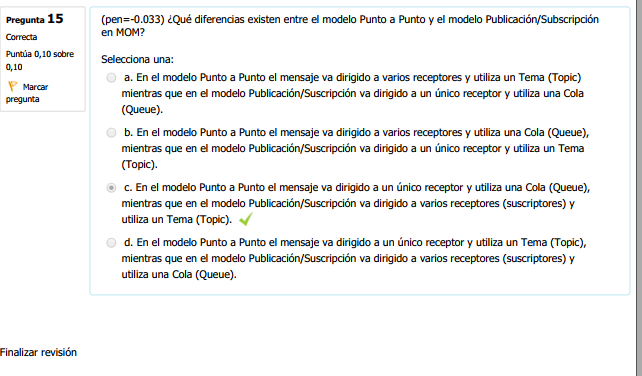 Pregunta 15
Correcta
Puntúa 0,10 sobre
0,10
Marcar
pregunta
(pen=-0.033) ¿Qué diferencias existen entre el modelo Punto a Punto y el modelo Publicación/Subscripción
en MOM?
Selecciona una:
a. En el modelo Punto a Punto el mensaje va dirigido a varios receptores y utiliza un Tema (Topic)
mientras que en el modelo Publicación/Suscripción va dirigido a un único receptor y utiliza una Cola
(Queue).
b. En el modelo Punto a Punto el mensaje va dirigido a varios receptores y utiliza una Cola (Queue),
mientras que en el modelo Publicación/Suscripción va dirigido a un único receptor y utiliza un Tema
(Topic).
c. En el modelo Punto a Punto el mensaje va dirigido a un único receptor y utiliza una Cola (Queue),
mientras que en el modelo Publicación/Suscripción va dirigido a varios receptores (suscriptores) y
utiliza un Tema (Topic).
d. En el modelo Punto a Punto el mensaje va dirigido a un único receptor y utiliza un Tema (Topic),
mientras que en el modelo Publicación/Suscripción va dirigido a varios receptores (suscriptores) y
utiliza una Cola (Queue).
Finalizar revisión